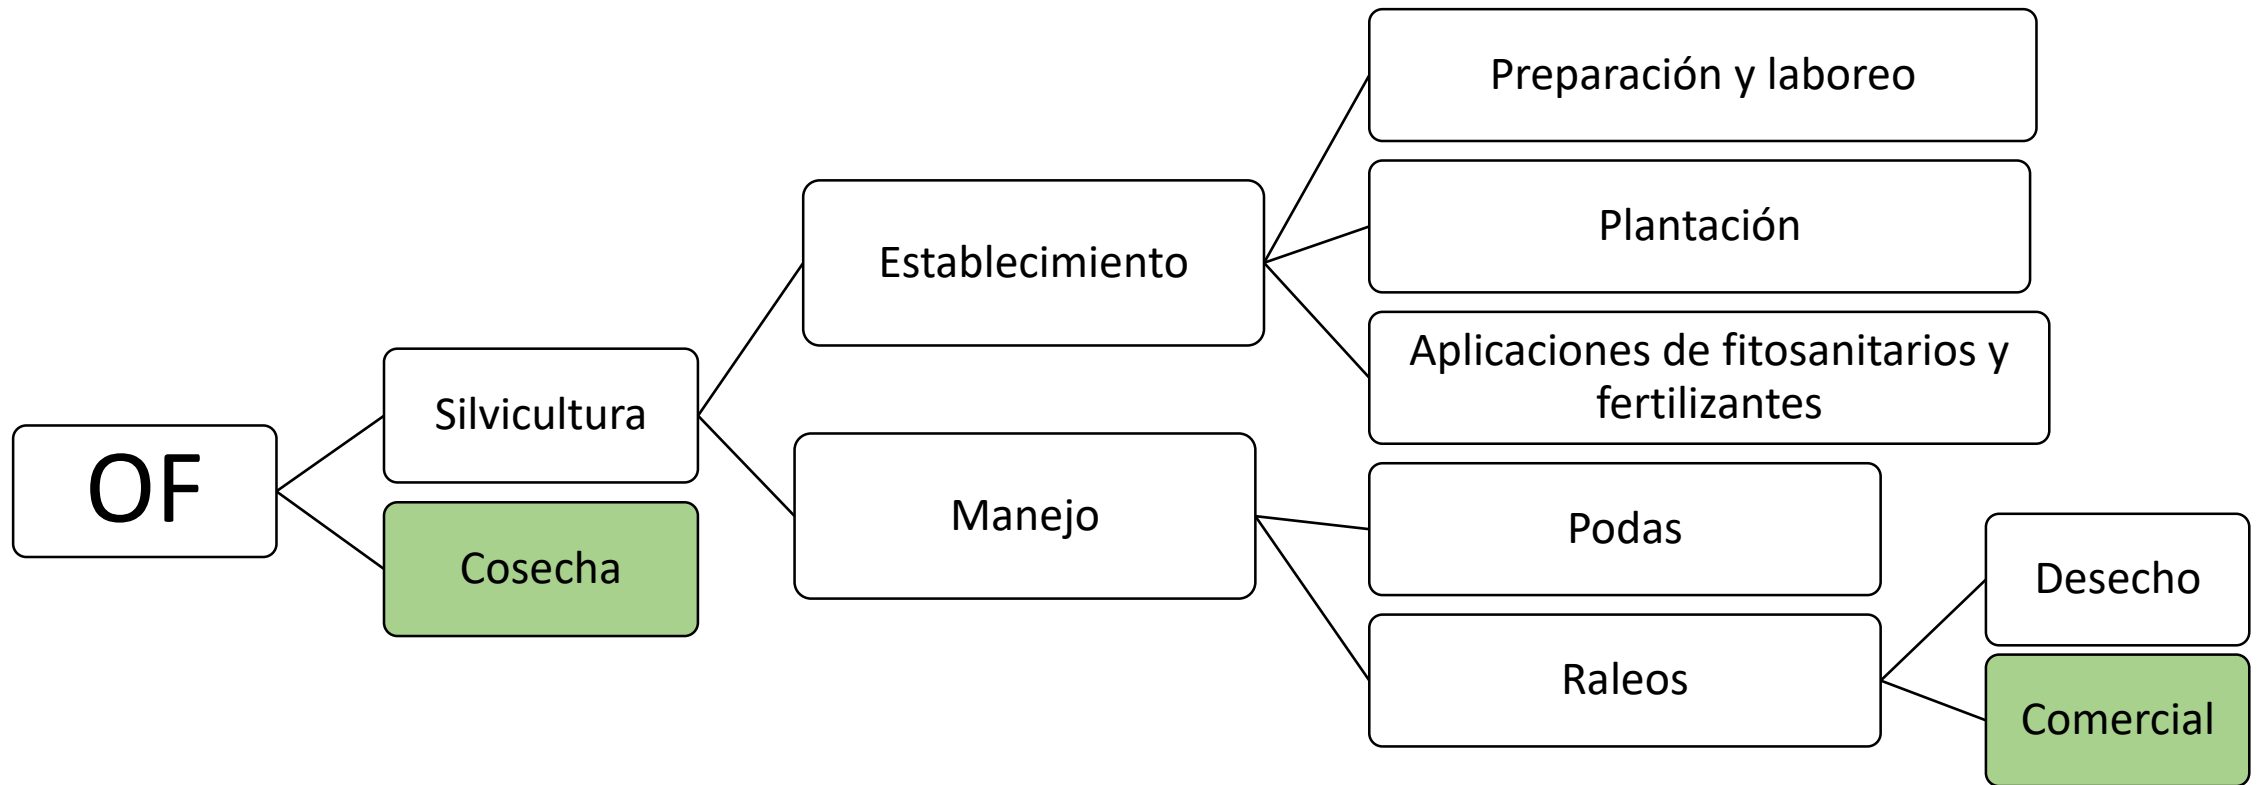 OF
Silvicultura
Cosecha
Establecimiento
Manejo
Preparación y laboreo
Plantación
Aplicaciones de fitosanitarios y
fertilizantes
Podas
Raleos
Desecho
Comercial